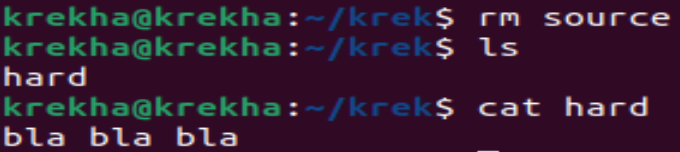 krekha@krekha:~/krek$ rm source
krekha@krekha:~/krek$ ls
hard
krekha@krekha:~/krek$ cat hard
bla bla bla